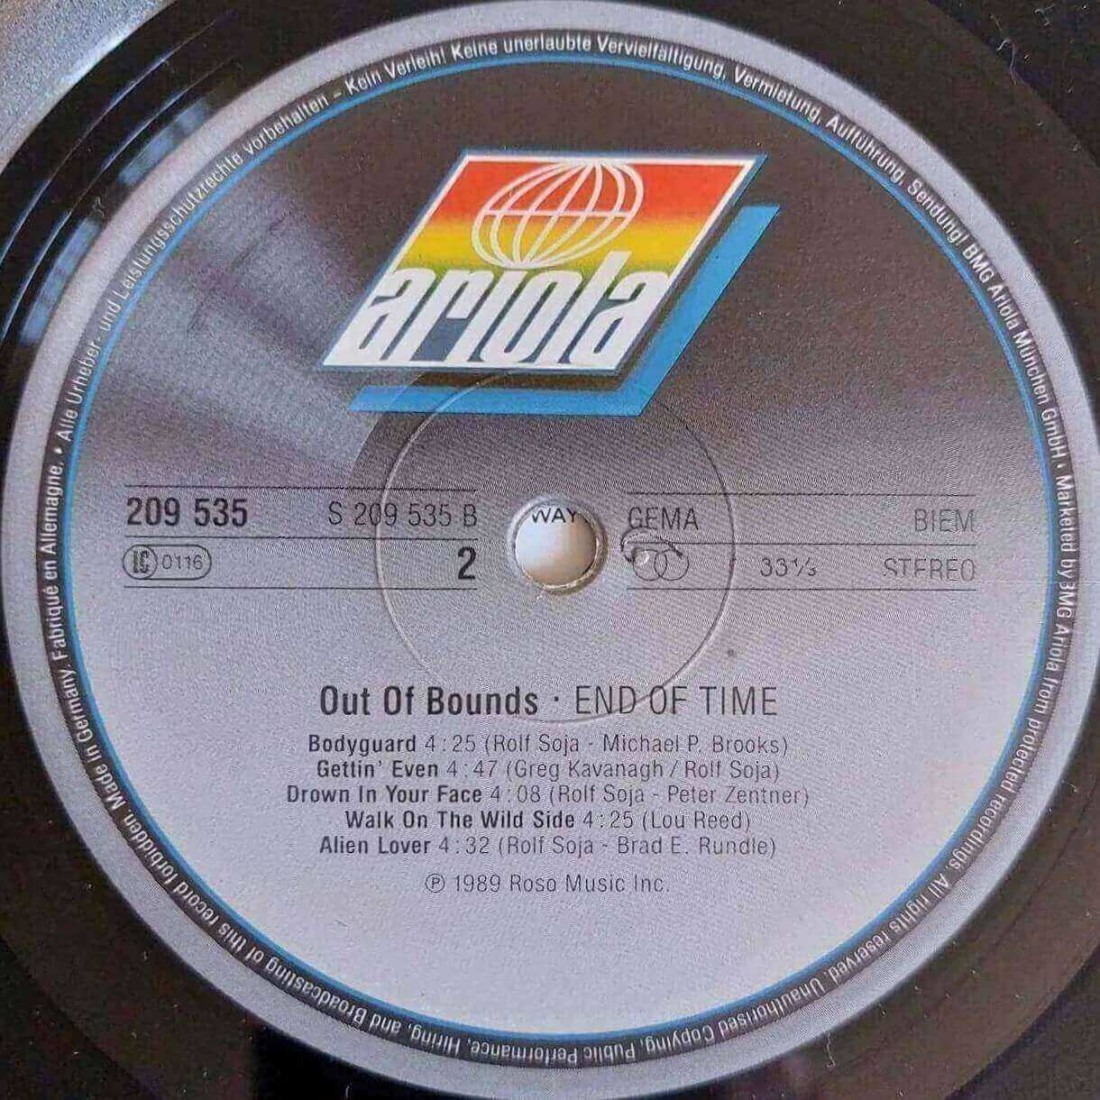 Alle Urheber- und Leistungsschutzrechte vorbehalten – Kein Verleih! Keine unerlaubte Vervielfältigung, Vermietung, Aufführung, Sendung! BMG Ariola München GmbH • Marketed by BMG Ariola from protected recordings. All rights reserved. Unauthorised Copying, Public Performance, Hiring, and Broadcasting of this record forbidden. Made in Germany. Fabriqué en Allemagne. •
ariola
209 535 S 209 535 B WAY GEMA BIEM
LC 0116 2 33⅓ STEREO
Out Of Bounds · END OF TIME
Bodyguard 4:25 (Rolf Soja - Michael P. Brooks)
Gettin' Even 4:47 (Greg Kavanagh / Rolf Soja)
Drown In Your Face 4:08 (Rolf Soja - Peter Zentner)
Walk On The Wild Side 4:25 (Lou Reed)
Alien Lover 4:32 (Rolf Soja - Brad E. Rundle)
℗ 1989 Roso Music Inc.